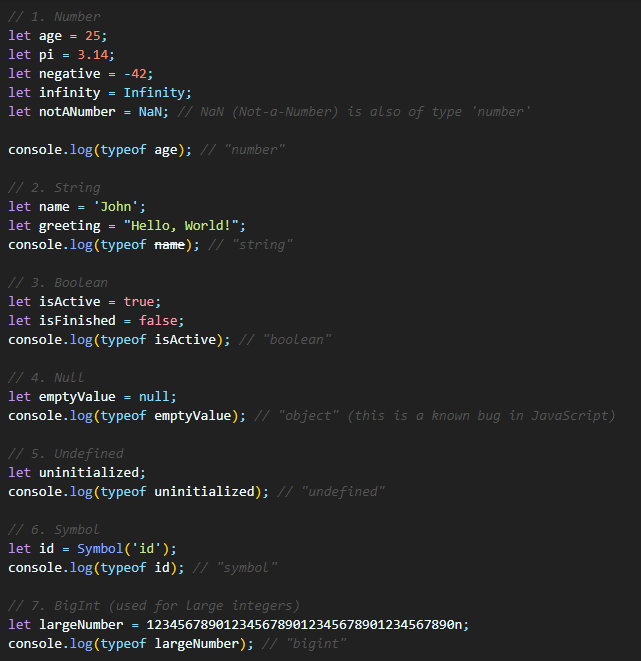 // 1. Number
let age = 25;
let pi = 3.14;
let negative = -42;
let infinity = Infinity;
let notANumber = NaN; // NaN (Not-a-Number) is also of type 'number'
console.log(typeof age); // "number"
// 2. String
let name = 'John';
let greeting = "Hello, World!";
console.log(typeof name); // "string"
// 3. Boolean
let isActive = true;
let isFinished = false;
console.log(typeof isActive); // "boolean"
// 4. Null
let emptyValue = null;
console.log(typeof emptyValue); // "object" (this is a known bug in JavaScript)
// 5. Undefined
let uninitialized;
console.log(typeof uninitialized); // "undefined"
// 6. Symbol
let id = Symbol('id');
console.log(typeof id); // "symbol"
// 7. BigInt (used for large integers)
let largeNumber = 1234567890123456789012345678901234567890n;
console.log(typeof largeNumber); // "bigint"